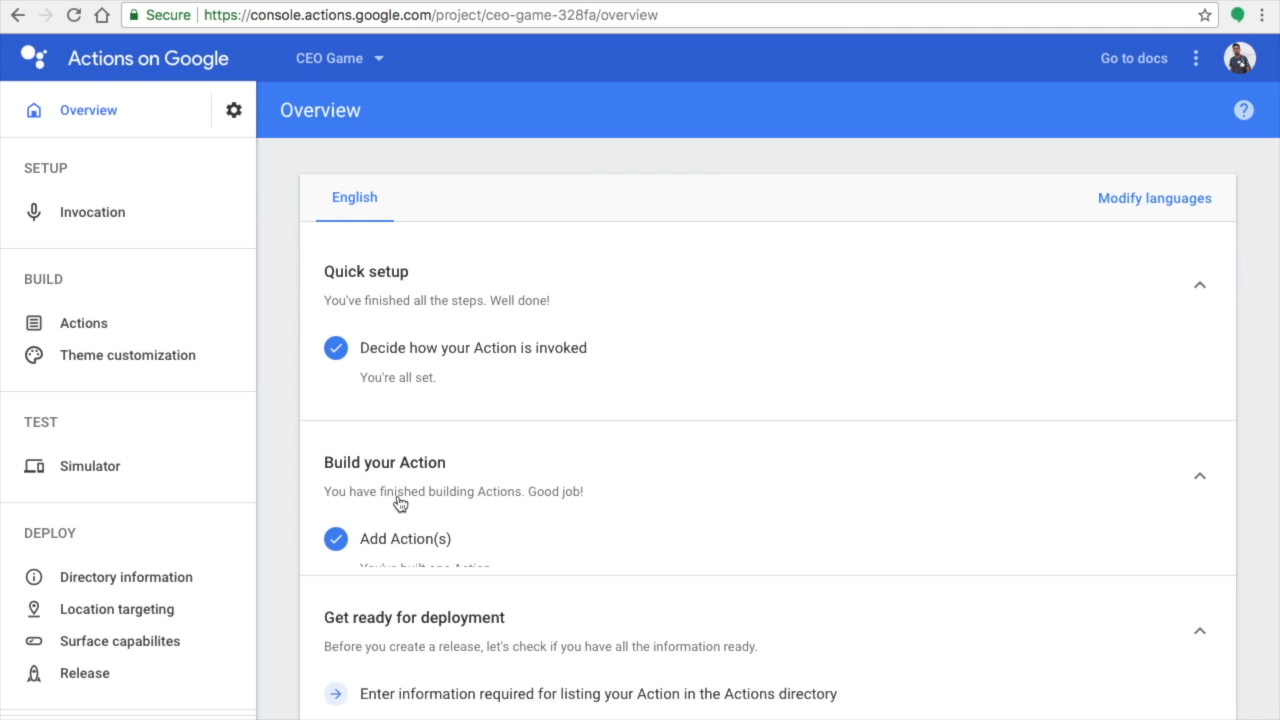 Secure
https://console.actions.google.com/project/ceo-game-328fa/overview
Actions on Google
CEO Game
Go to docs
Overview
Overview
SETUP
Invocation
BUILD
Actions
Theme customization
TEST
Simulator
DEPLOY
Directory information
Location targeting
Surface capabilites
Release
English
Modify languages
Quick setup
You've finished all the steps. Well done!
Decide how your Action is invoked
You're all set.
Build your Action
You have finished building Actions. Good job!
Add Action(s)
You've built one Action
Get ready for deployment
Before you create a release, let's check if you have all the information ready.
Enter information required for listing your Action in the Actions directory